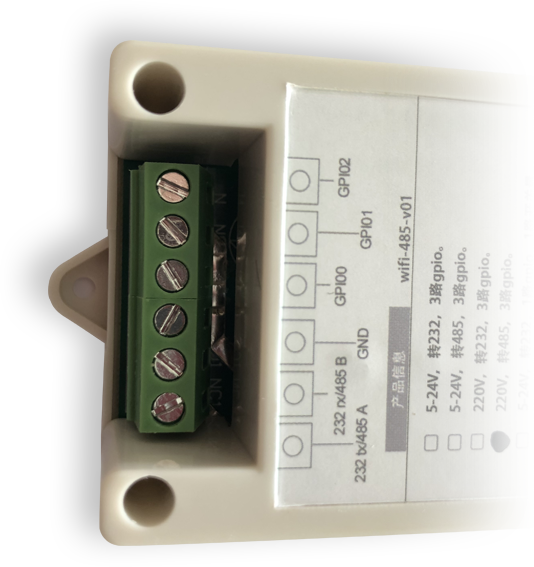 GPIO2
GPIO1
GPIO0
GND
232 rx/485 B
232 tx/485 A
wifi-485-v01
产品信息
5-24V，转232，3路gpio。
5-24V，转485，3路gpio。
220V，转232，3路gpio。
220V，转485，3路gpio。